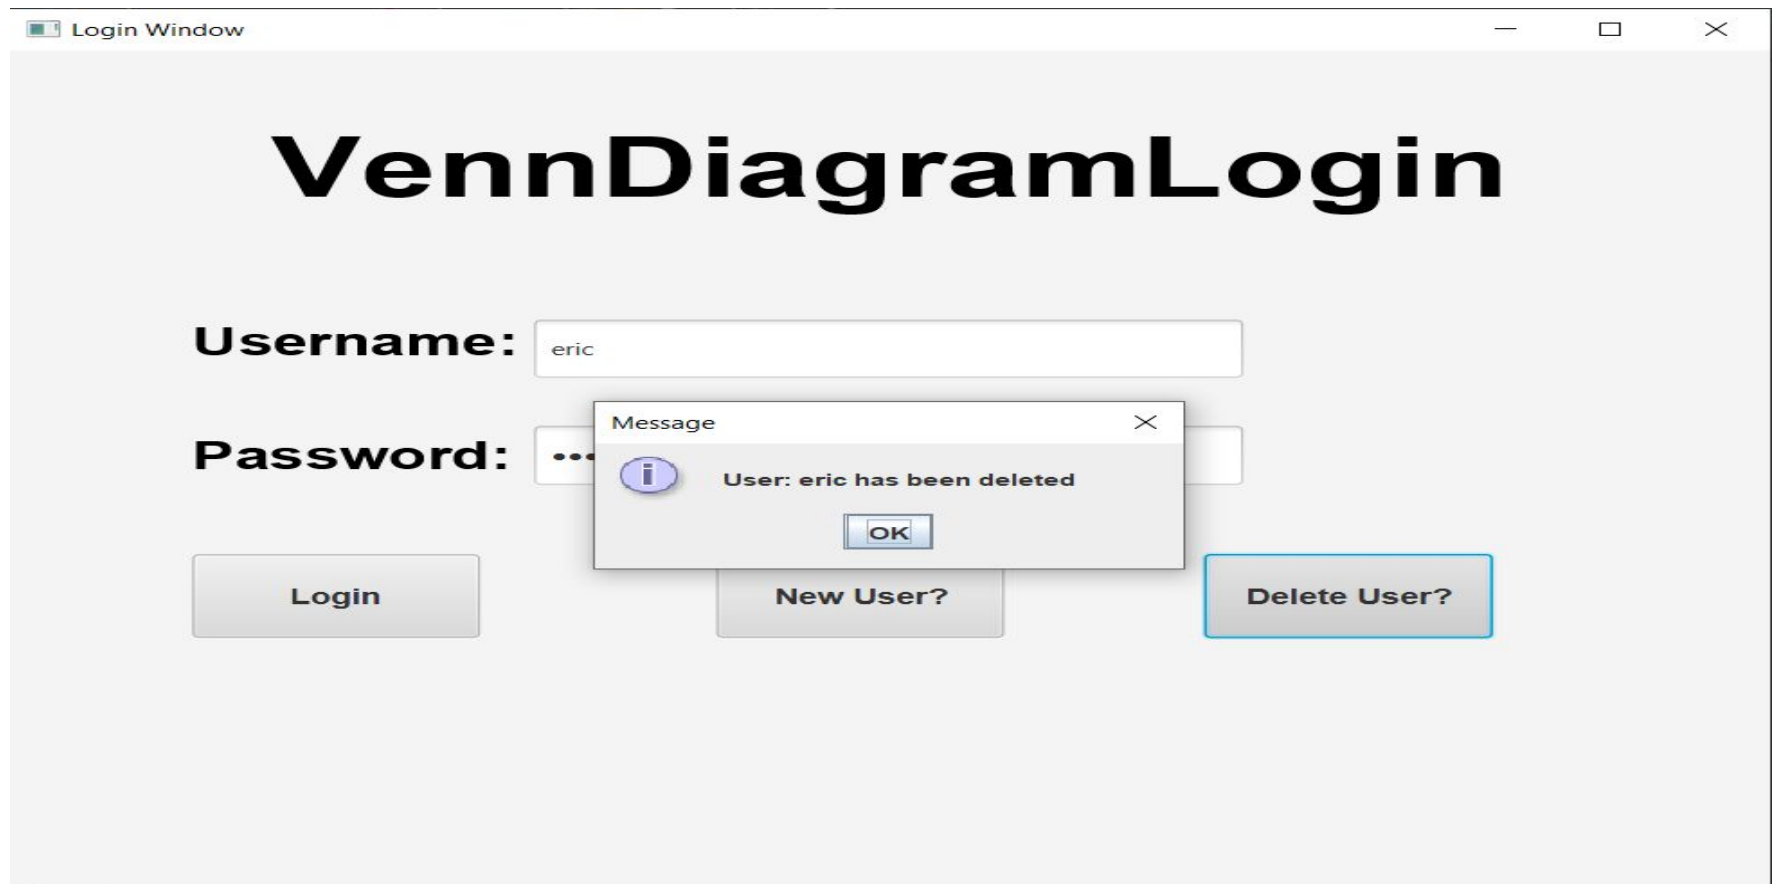 Login Window
VennDiagramLogin
Username:
eric
Password:
Message
User: eric has been deleted
OK
Login
New User?
Delete User?